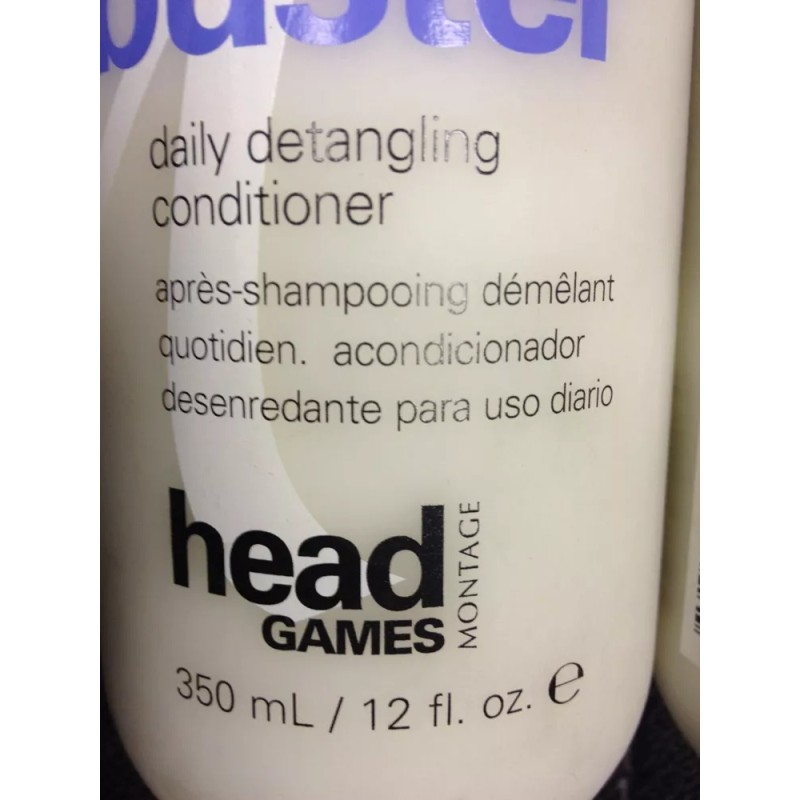 daily detangling
conditioner
après-shampooing démêlant
quotidien. acondicionador
desenredante para uso diario
head
GAMES
MONTAGE
350 mL / 12 fl. oz. e